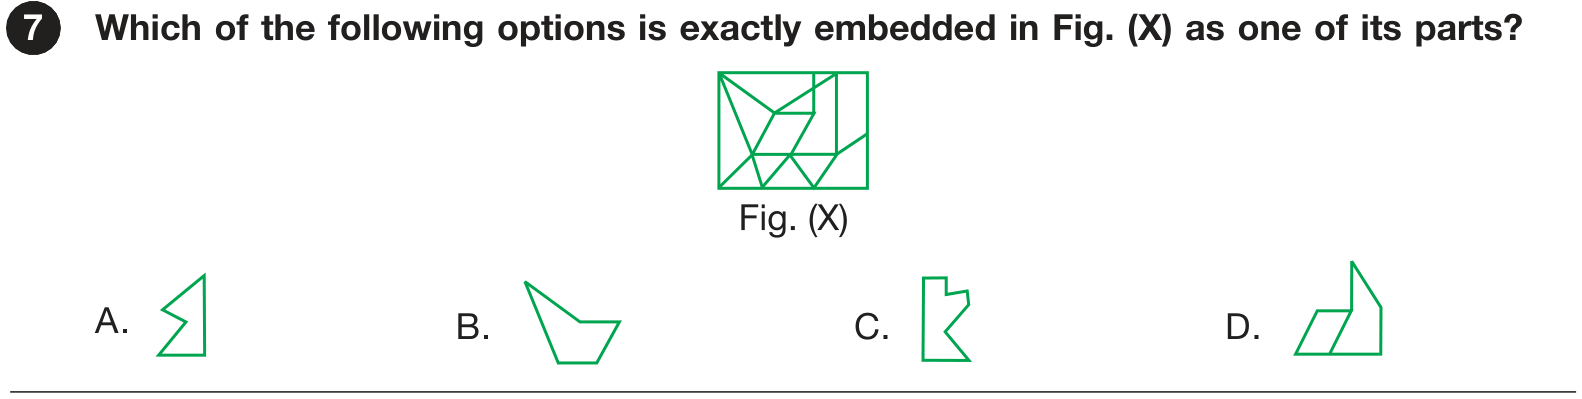 7 Which of the following options is exactly embedded in Fig. (X) as one of its parts?
Fig. (X)
A. B. C. D.